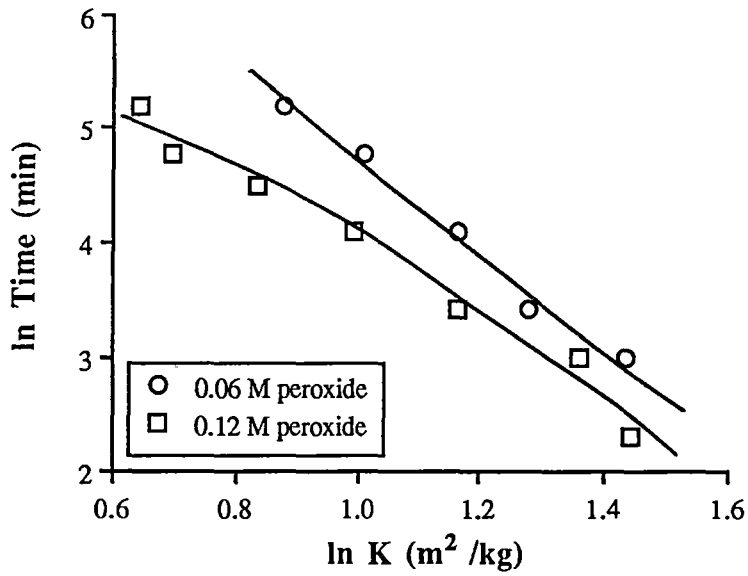 6
5
4
3
2
ln Time (min)
0.06 M peroxide
0.12 M peroxide
0.6 0.8 1.0 1.2 1.4 1.6
ln K (m² /kg)